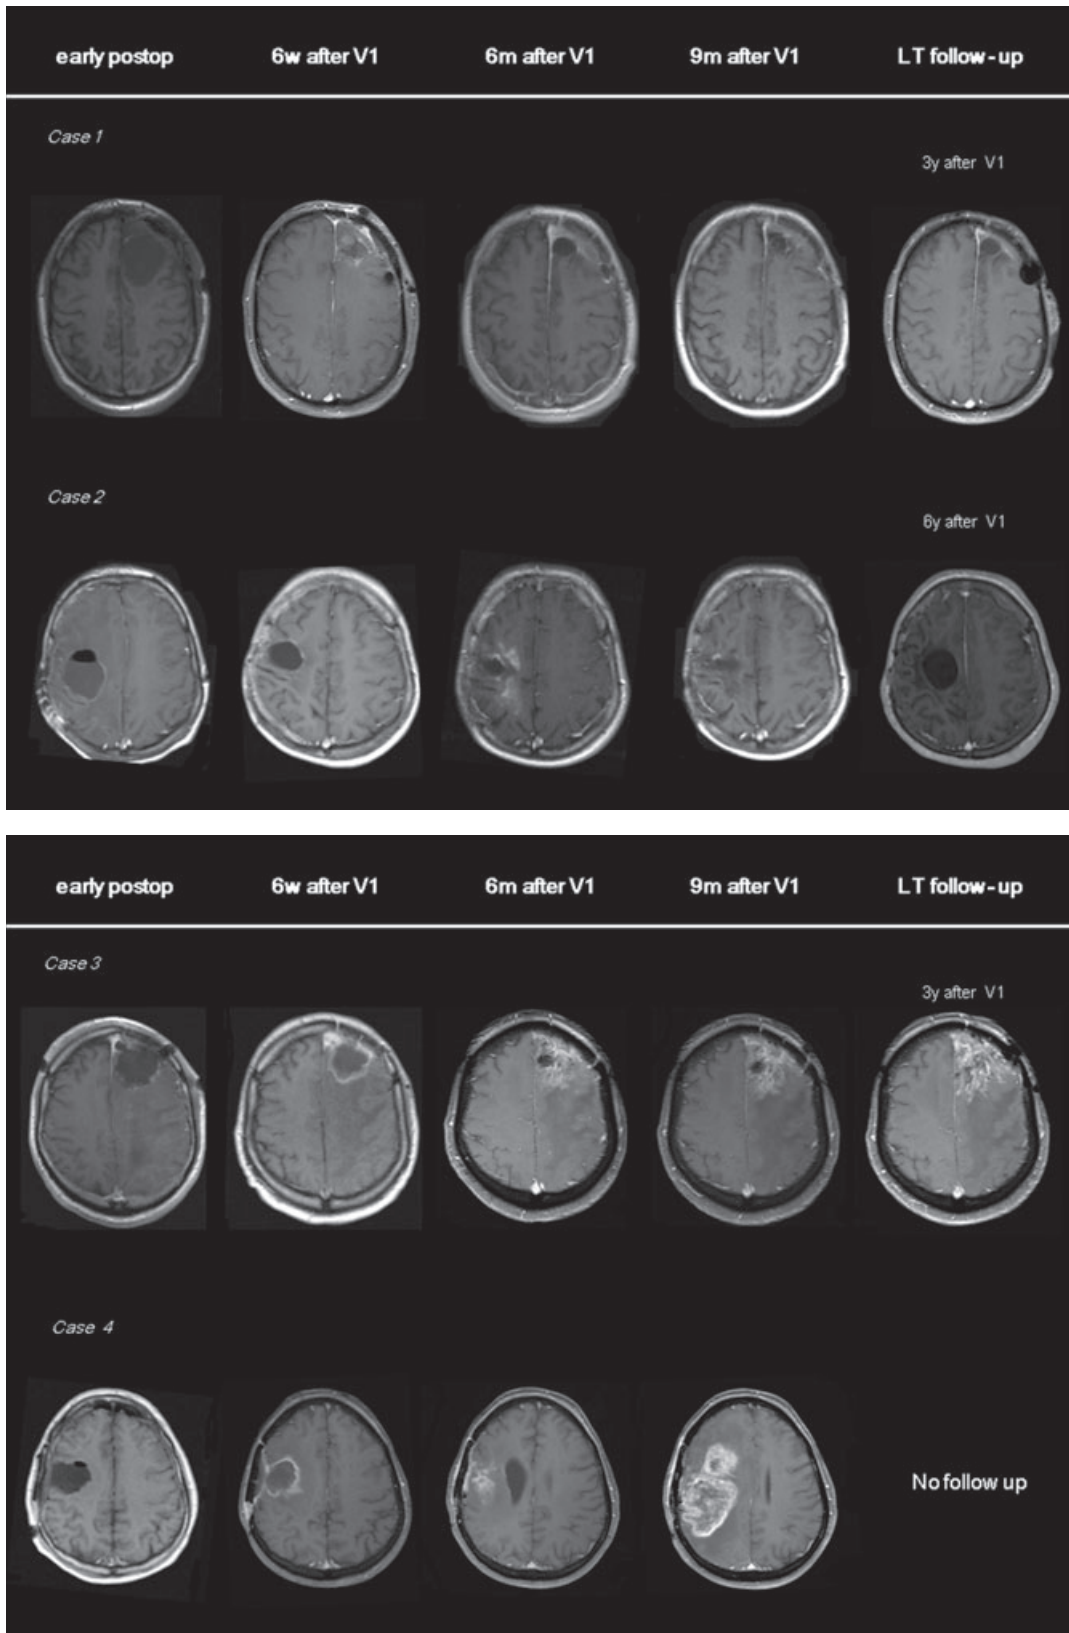 early postop 6w after V1 6m after V1 9m after V1 LT follow-up
Case 1
3y after V1
Case 2
6y after V1
early postop 6w after V1 6m after V1 9m after V1 LT follow-up
Case 3
3y after V1
Case 4
No follow up